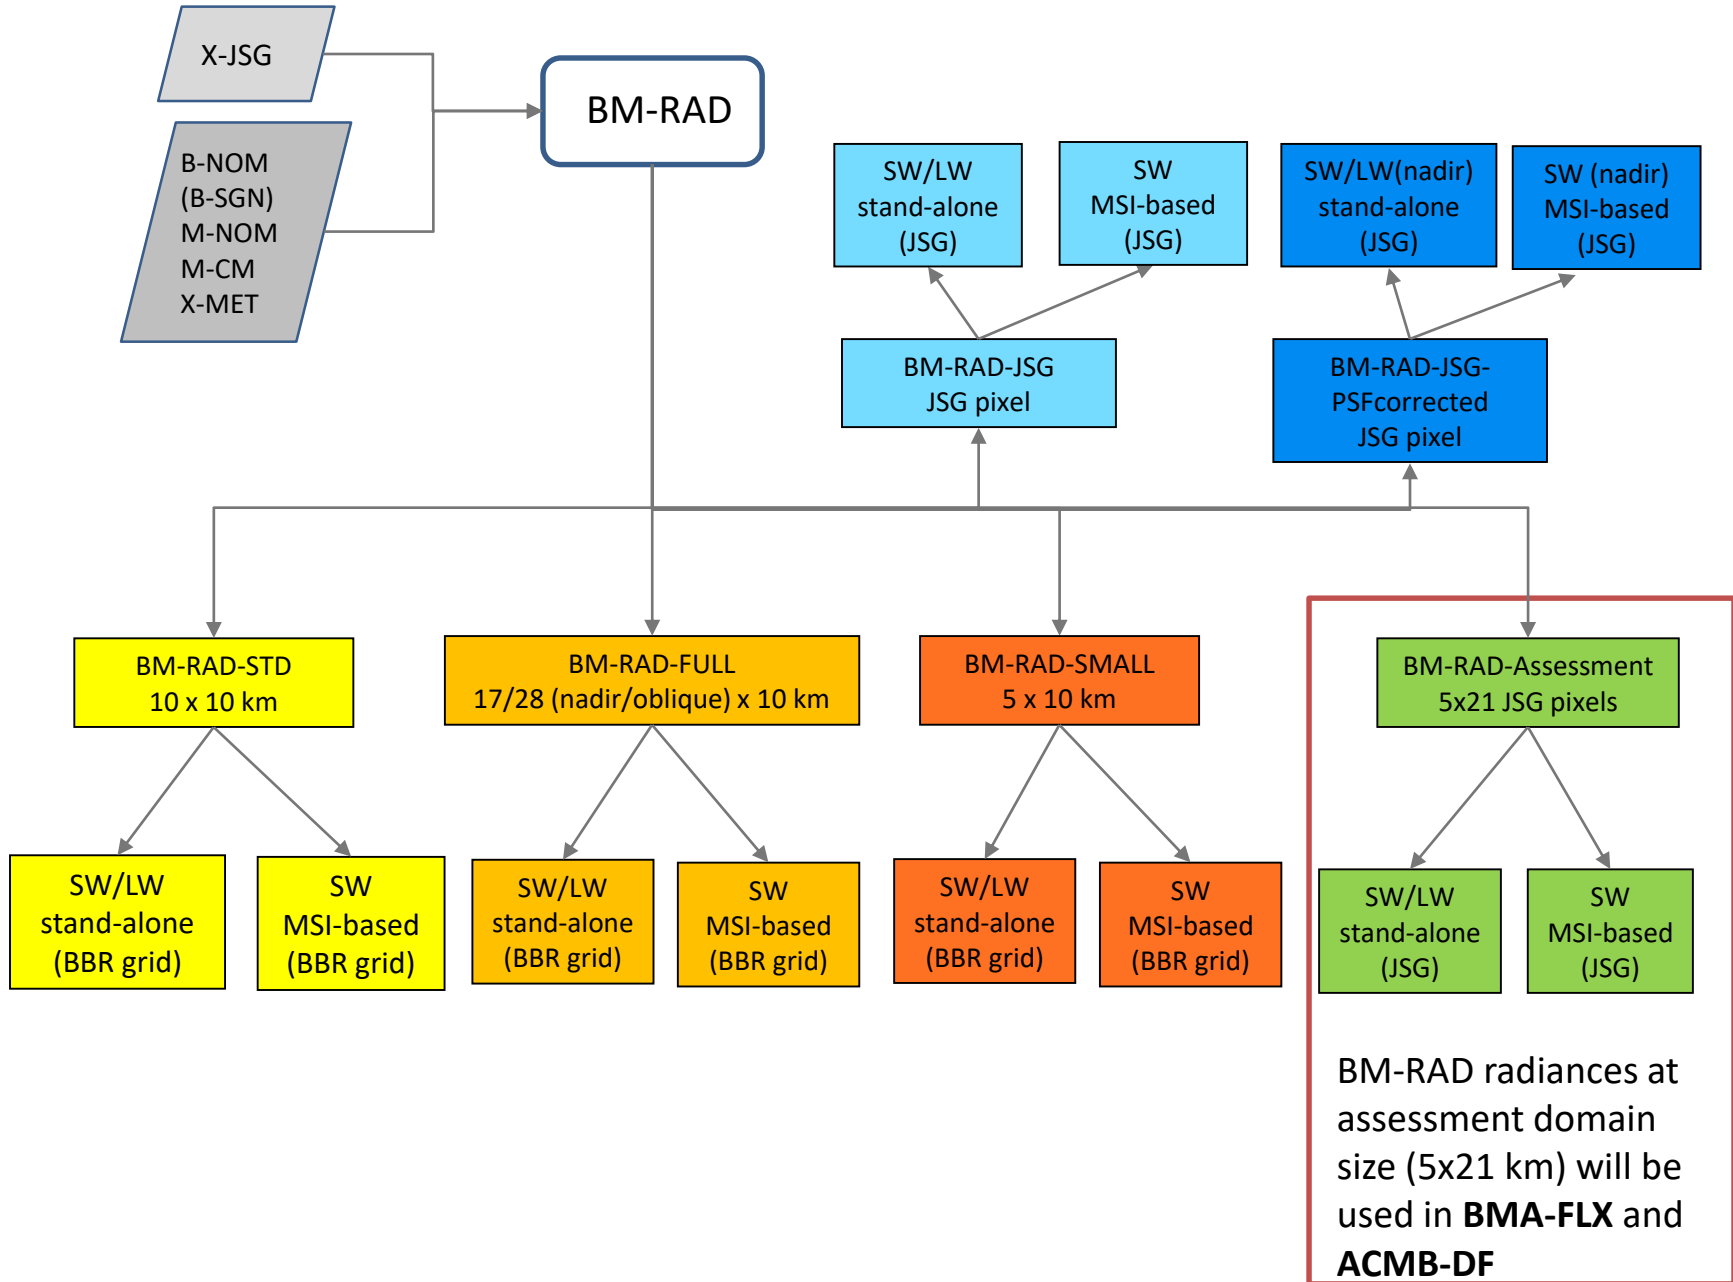 X-JSG
BM-RAD
B-NOM
(B-SGN)
M-NOM
M-CM
X-MET
SW/LW
stand-alone
(JSG)
SW
MSI-based
(JSG)
SW/LW(nadir)
stand-alone
(JSG)
SW (nadir)
MSI-based
(JSG)
BM-RAD-JSG
JSG pixel
BM-RAD-JSG-
PSFcorrected
JSG pixel
BM-RAD-STD
10 x 10 km
BM-RAD-FULL
17/28 (nadir/oblique) x 10 km
BM-RAD-SMALL
5 x 10 km
BM-RAD-Assessment
5x21 JSG pixels
SW/LW
stand-alone
(BBR grid)
SW
MSI-based
(BBR grid)
SW/LW
stand-alone
(BBR grid)
SW
MSI-based
(BBR grid)
SW/LW
stand-alone
(BBR grid)
SW
MSI-based
(BBR grid)
SW/LW
stand-alone
(JSG)
SW
MSI-based
(JSG)
BM-RAD radiances at
assessment domain
size (5x21 km) will be
used in BMA-FLX and
ACMB-DF